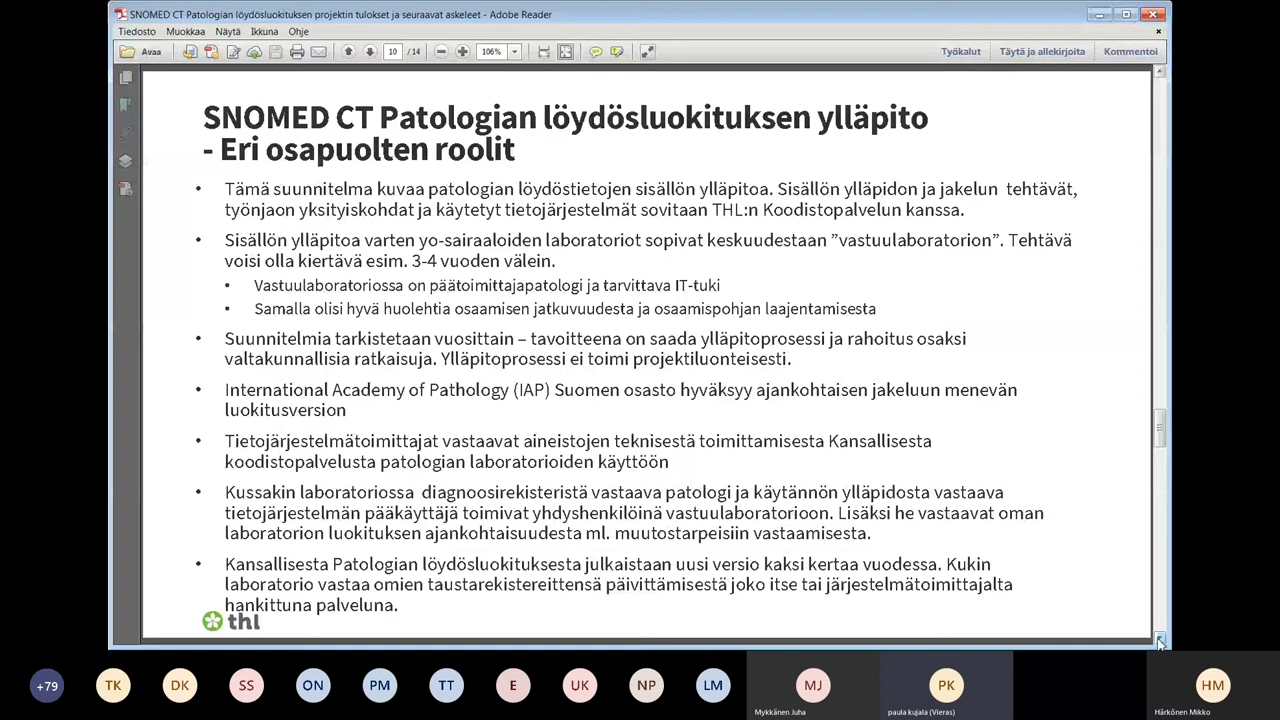 SNOMED CT Patologian löydösluokituksen projektin tulokset ja seuraavat askeleet - Adobe Reader
Tiedosto Muokkaa Näytä Ikkuna Ohje
Avaa 10 / 14 106% Työkalut Täytä ja allekirjoita Kommentoi
SNOMED CT Patologian löydösluokituksen ylläpito
- Eri osapuolten roolit
• Tämä suunnitelma kuvaa patologian löydöstietojen sisällön ylläpitoa. Sisällön ylläpidon ja jakelun tehtävät,
työnjaon yksityiskohdat ja käytetyt tietojärjestelmät sovitaan THL:n Koodistopalvelun kanssa.
• Sisällön ylläpitoa varten yo-sairaaloiden laboratoriot sopivat keskuudestaan ”vastuulaboratorion”. Tehtävä
voisi olla kiertävä esim. 3-4 vuoden välein.
• Vastuulaboratoriossa on päätoimittajapatologi ja tarvittava IT-tuki
• Samalla olisi hyvä huolehtia osaamisen jatkuvuudesta ja osaamispohjan laajentamisesta
• Suunnitelmia tarkistetaan vuosittain – tavoitteena on saada ylläpitoprosessi ja rahoitus osaksi
valtakunnallisia ratkaisuja. Ylläpitoprosessi ei toimi projektiluonteisesti.
• International Academy of Pathology (IAP) Suomen osasto hyväksyy ajankohtaisen jakeluun menevän
luokitusversion
• Tietojärjestelmätoimittajat vastaavat aineistojen teknisestä toimittamisesta Kansallisesta
koodistopalvelusta patologian laboratorioiden käyttöön
• Kussakin laboratoriossa diagnoosirekisteristä vastaava patologi ja käytännön ylläpidosta vastaava
tietojärjestelmän pääkäyttäjä toimivat yhdyshenkilöinä vastuulaboratorioon. Lisäksi he vastaavat oman
laboratorion luokituksen ajankohtaisuudesta ml. muutostarpeisiin vastaamisesta.
• Kansallisesta Patologian löydösluokituksesta julkaistaan uusi versio kaksi kertaa vuodessa. Kukin
laboratorio vastaa omien taustarekistereittensä päivittämisestä joko itse tai järjestelmätoimittajalta
hankittuna palveluna.
thl
+79 TK DK SS ON PM TT E UK NP LM MJ PK HM
Mykkänen Juha paula kujala (Vieras) Härkönen Mikko